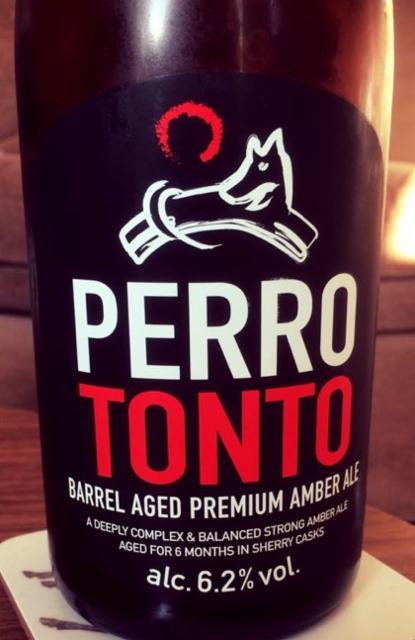 PERRO
TONTO
BARREL AGED PREMIUM AMBER ALE
A DEEPLY COMPLEX & BALANCED STRONG AMBER ALE
AGED FOR 6 MONTHS IN SHERRY CASKS
alc. 6.2% vol.